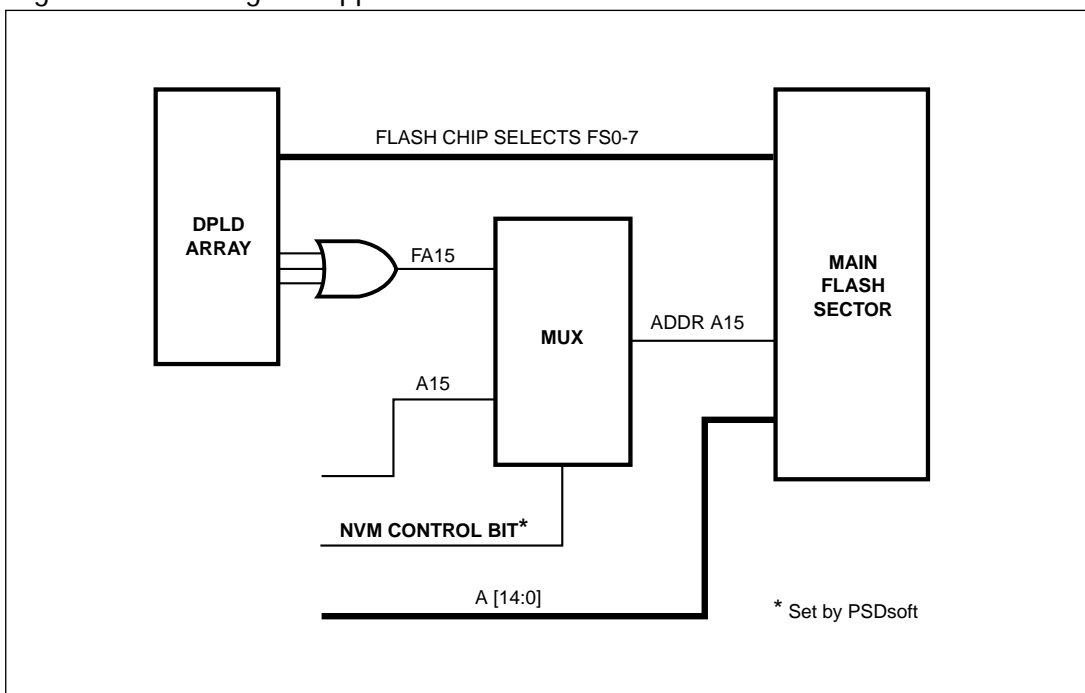 FLASH CHIP SELECTS FS0-7
DPLD
ARRAY
FA15
MUX
MAIN
FLASH
SECTOR
ADDR A15
A15
NVM CONTROL BIT*
A [14:0]
* Set by PSDsoft